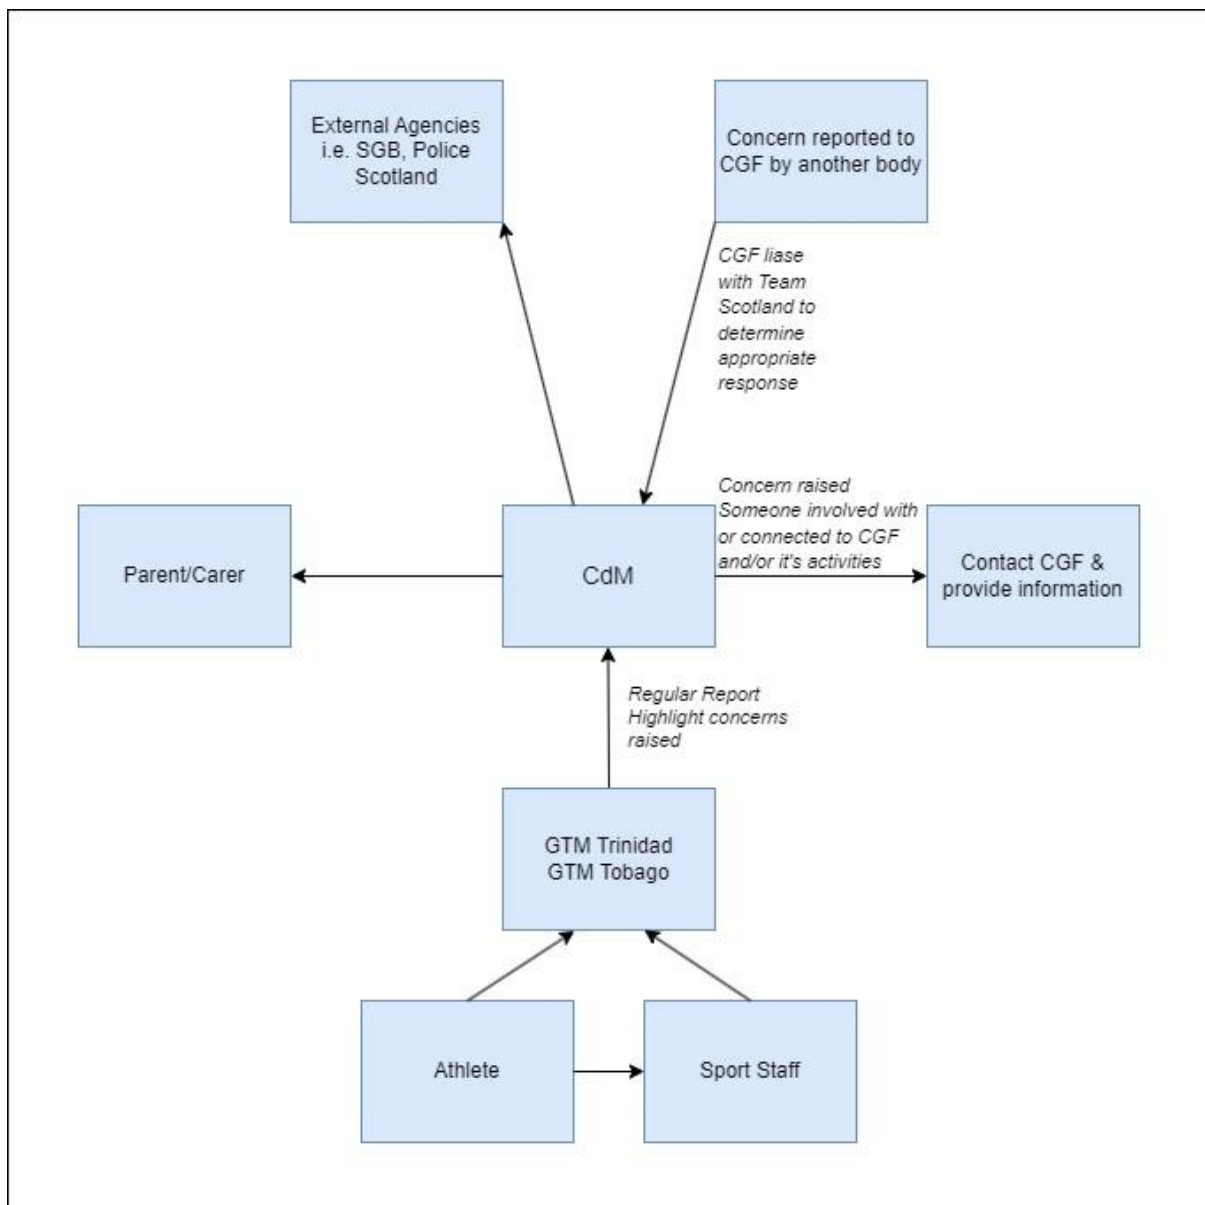 External Agencies
i.e. SGB, Police
Scotland
Concern reported to
CGF by another body
CGF liase
with Team
Scotland to
determine
appropriate
response
Parent/Carer
CdM
Concern raised
Someone involved with
or connected to CGF
and/or it's activities
Contact CGF &
provide information
Regular Report
Highlight concerns
raised
GTM Trinidad
GTM Tobago
Athlete
Sport Staff